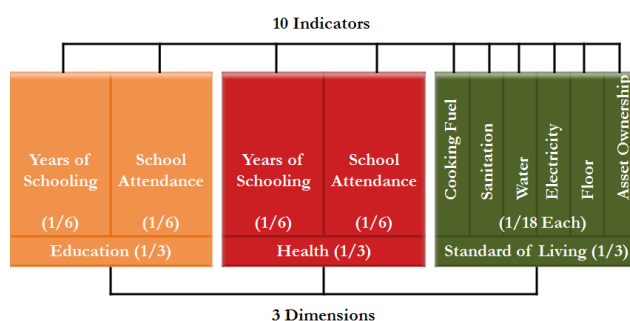 10 Indicators
Years of
Schooling
(1/6)
School
Attendance
(1/6)
Education (1/3)
Years of
Schooling
(1/6)
School
Attendance
(1/6)
Health (1/3)
Cooking Fuel
Sanitation
Water
Electricity
Floor
Asset Ownership
(1/18 Each)
Standard of Living (1/3)
3 Dimensions